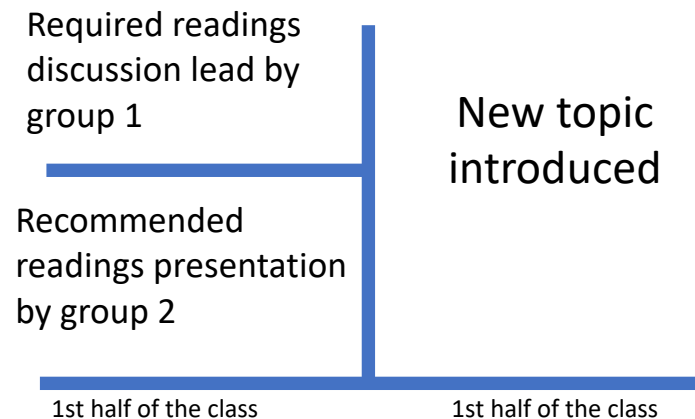 Required readings
discussion lead by
group 1
Recommended
readings presentation
by group 2
New topic
introduced
1st half of the class
1st half of the class